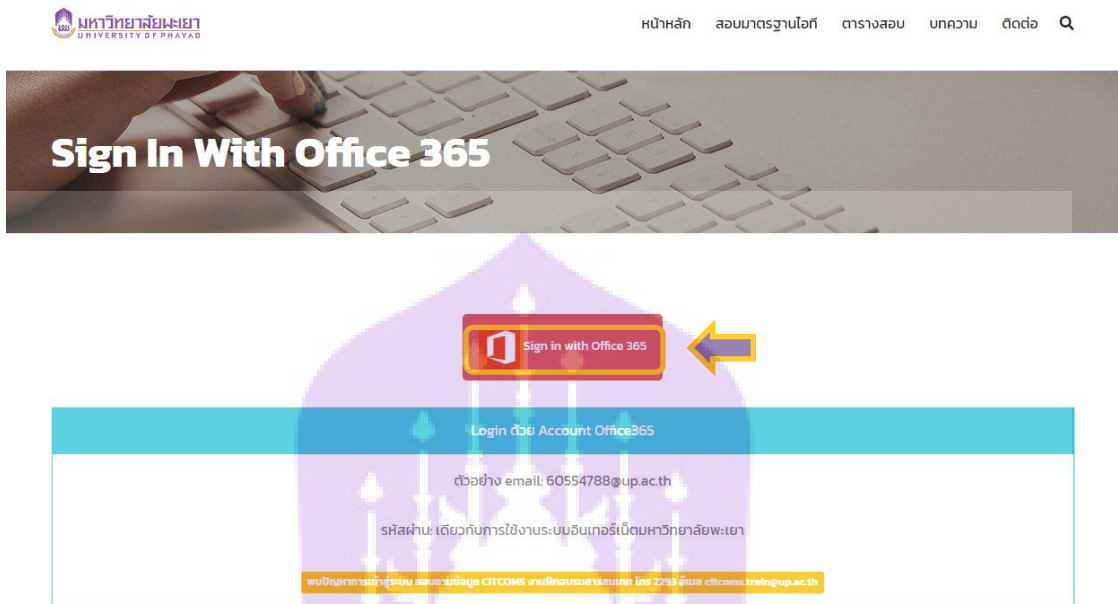 มหาวิทยาลัยพะเยา
UNIVERSITY OF PHAYAO
หน้าหลัก สอบมาตรฐานไอที ตารางสอบ บทความ ติดต่อ
Sign In With Office 365
Sign in with Office 365
Login ด้วย Account Office365
ตัวอย่าง email: 60554788@up.ac.th
รหัสผ่าน: เดียวกับการใช้งานระบบอินเทอร์เน็ตมหาวิทยาลัยพะเยา
พบปัญหาการเข้าสู่ระบบ สอบถามข้อมูล CITCOMS งานฝึกอบรมสารสนเทศ โทร 2293 อีเมล citcoms.train@up.ac.th